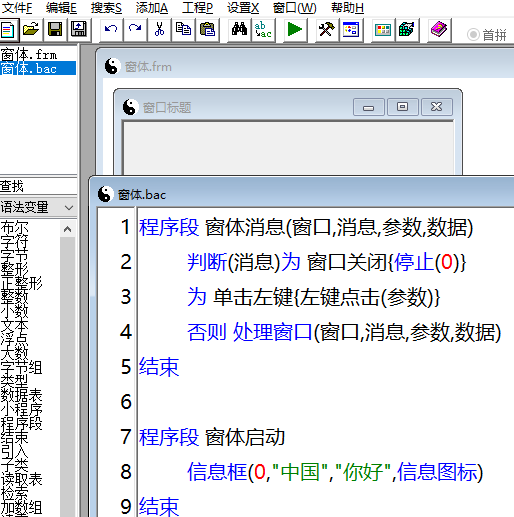 文件F 编辑E 搜索S 添加A 工程P 设置X 窗口(W) 帮助H
ab
ac
首拼
窗体.frm
窗体.bac
查找
语法变量
布尔
字符
字节
整形
正整形
整数
小数
文本
浮点
大数
字节组
类型
数据表
小程序
程序段
结束
引入
子类
读取表
检索
加数组
窗体.frm
窗口标题
窗体.bac
1 程序段 窗体消息(窗口,消息,参数,数据)
2 判断(消息)为 窗口关闭{停止(0)}
3 为 单击左键{左键点击(参数)}
4 否则 处理窗口(窗口,消息,参数,数据)
5 结束
6
7 程序段 窗体启动
8 信息框(0,"中国","你好",信息图标)
9 结束